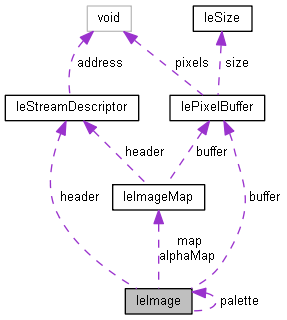 void
leSize
address
pixels
size
leStreamDescriptor
lePixelBuffer
header
buffer
header
leImageMap
buffer
map
alphaMap
leImage
palette